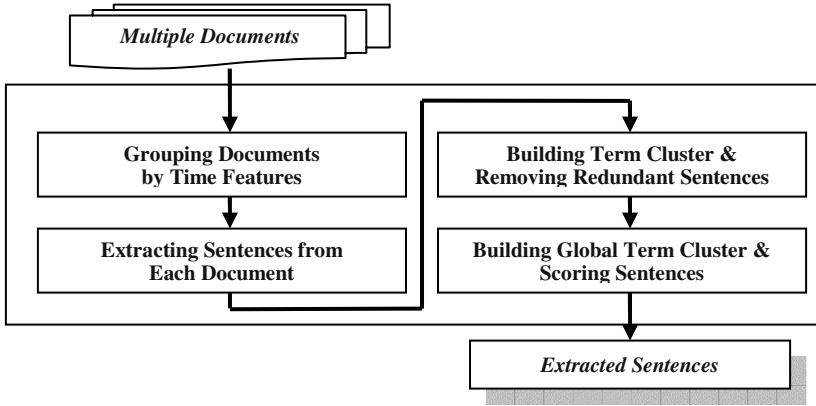 Multiple Documents
Grouping Documents
by Time Features
Extracting Sentences from
Each Document
Building Term Cluster &
Removing Redundant Sentences
Building Global Term Cluster &
Scoring Sentences
Extracted Sentences